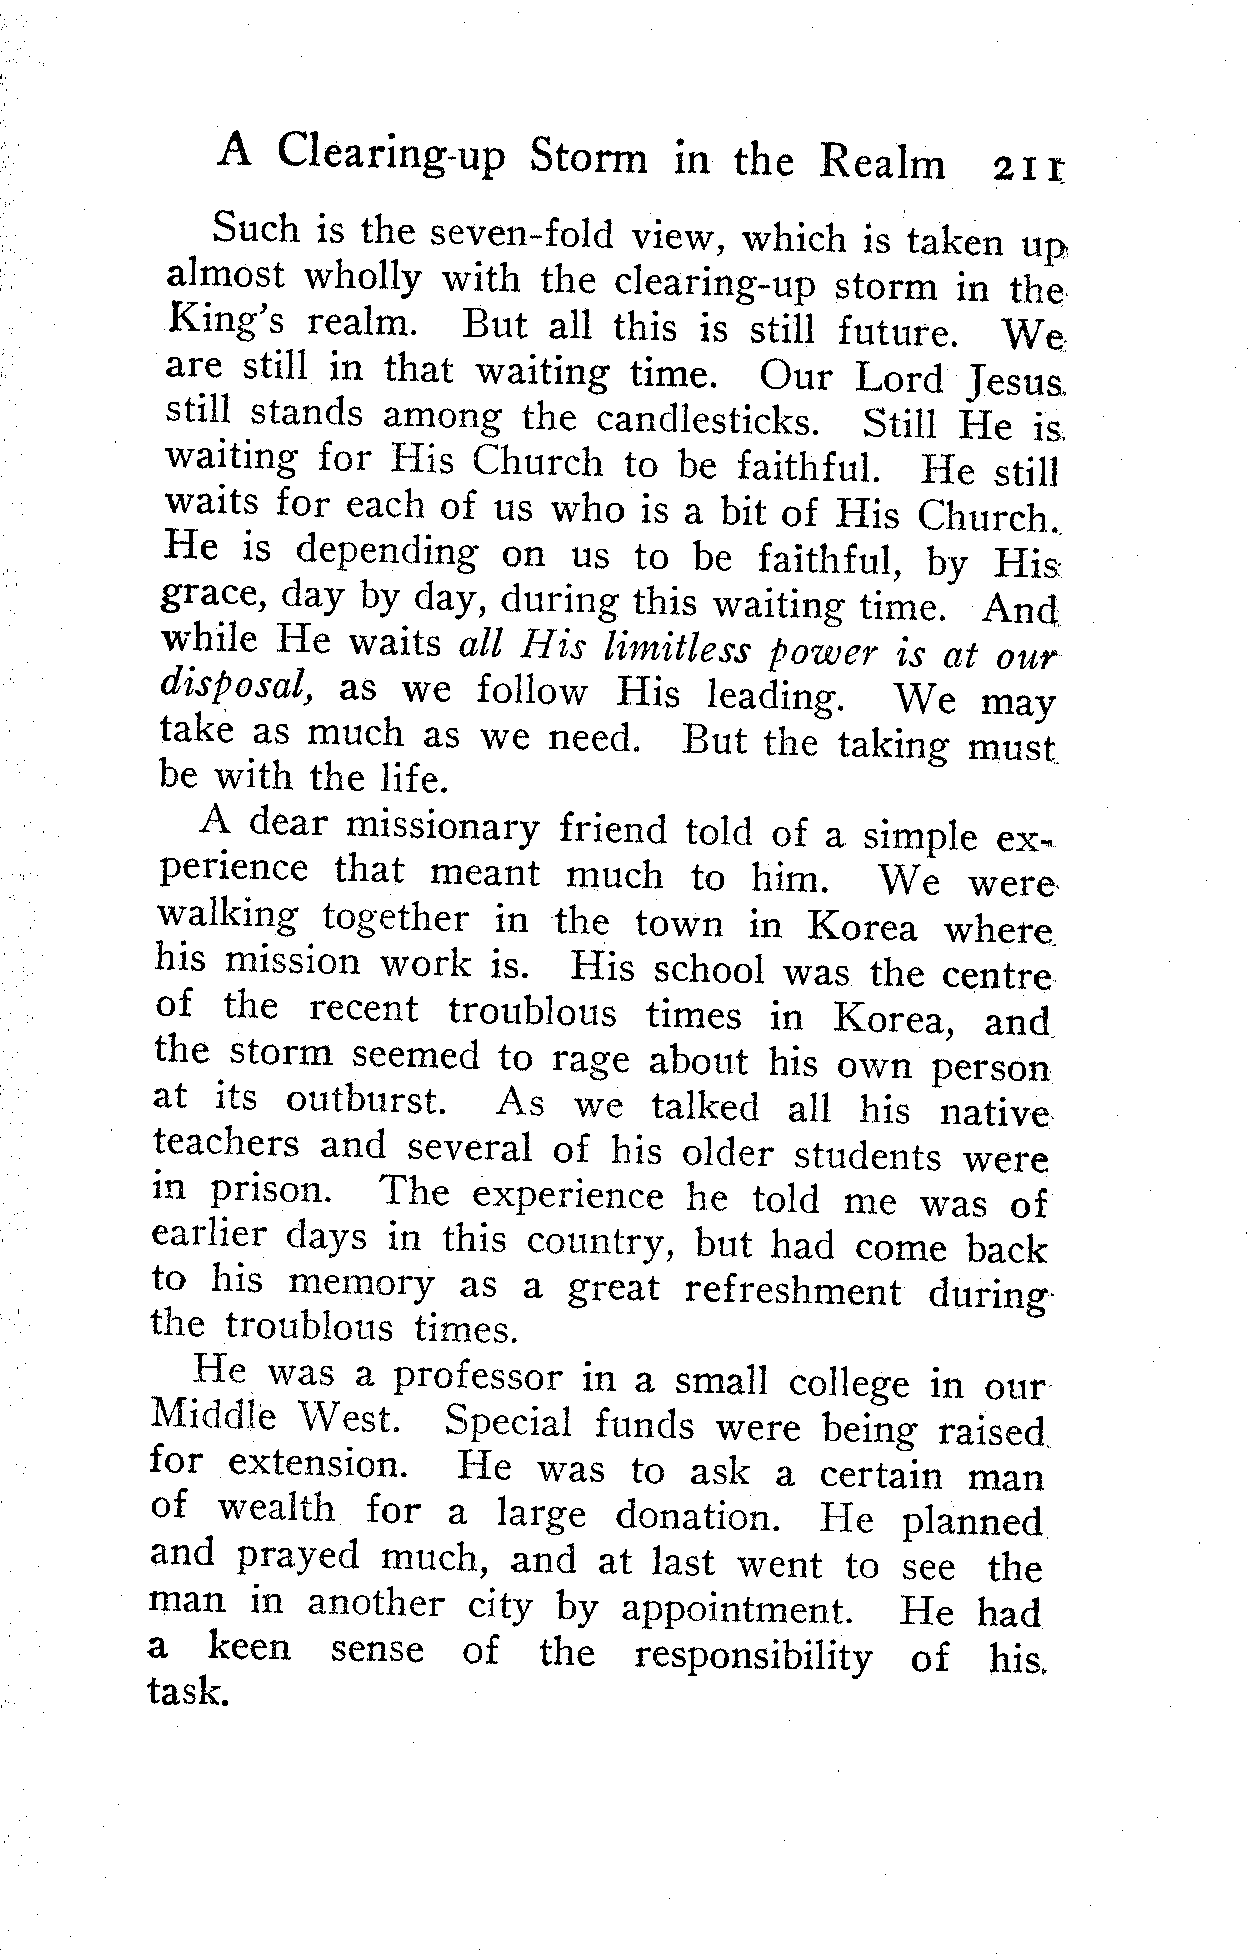 A Clearing-up Storm in the Realm 211
Such is the seven-fold view, which is taken up
almost wholly with the clearing-up storm in the
King's realm. But all this is still future. We
are still in that waiting time. Our Lord Jesus
still stands among the candlesticks. Still He is
waiting for His Church to be faithful. He still
waits for each of us who is a bit of His Church.
He is depending on us to be faithful, by His
grace, day by day, during this waiting time. And
while He waits all His limitless power is at our
disposal, as we follow His leading. We may
take as much as we need. But the taking must
be with the life.
A dear missionary friend told of a simple ex-
perience that meant much to him. We were
walking together in the town in Korea where
his mission work is. His school was the centre
of the recent troublous times in Korea, and
the storm seemed to rage about his own person
at its outburst. As we talked all his native
teachers and several of his older students were
in prison. The experience he told me was of
earlier days in this country, but had come back
to his memory as a great refreshment during
the troublous times.
He was a professor in a small college in our
Middle West. Special funds were being raised
for extension. He was to ask a certain man
of wealth for a large donation. He planned
and prayed much, and at last went to see the
man in another city by appointment. He had
a keen sense of the responsibility of his
task.